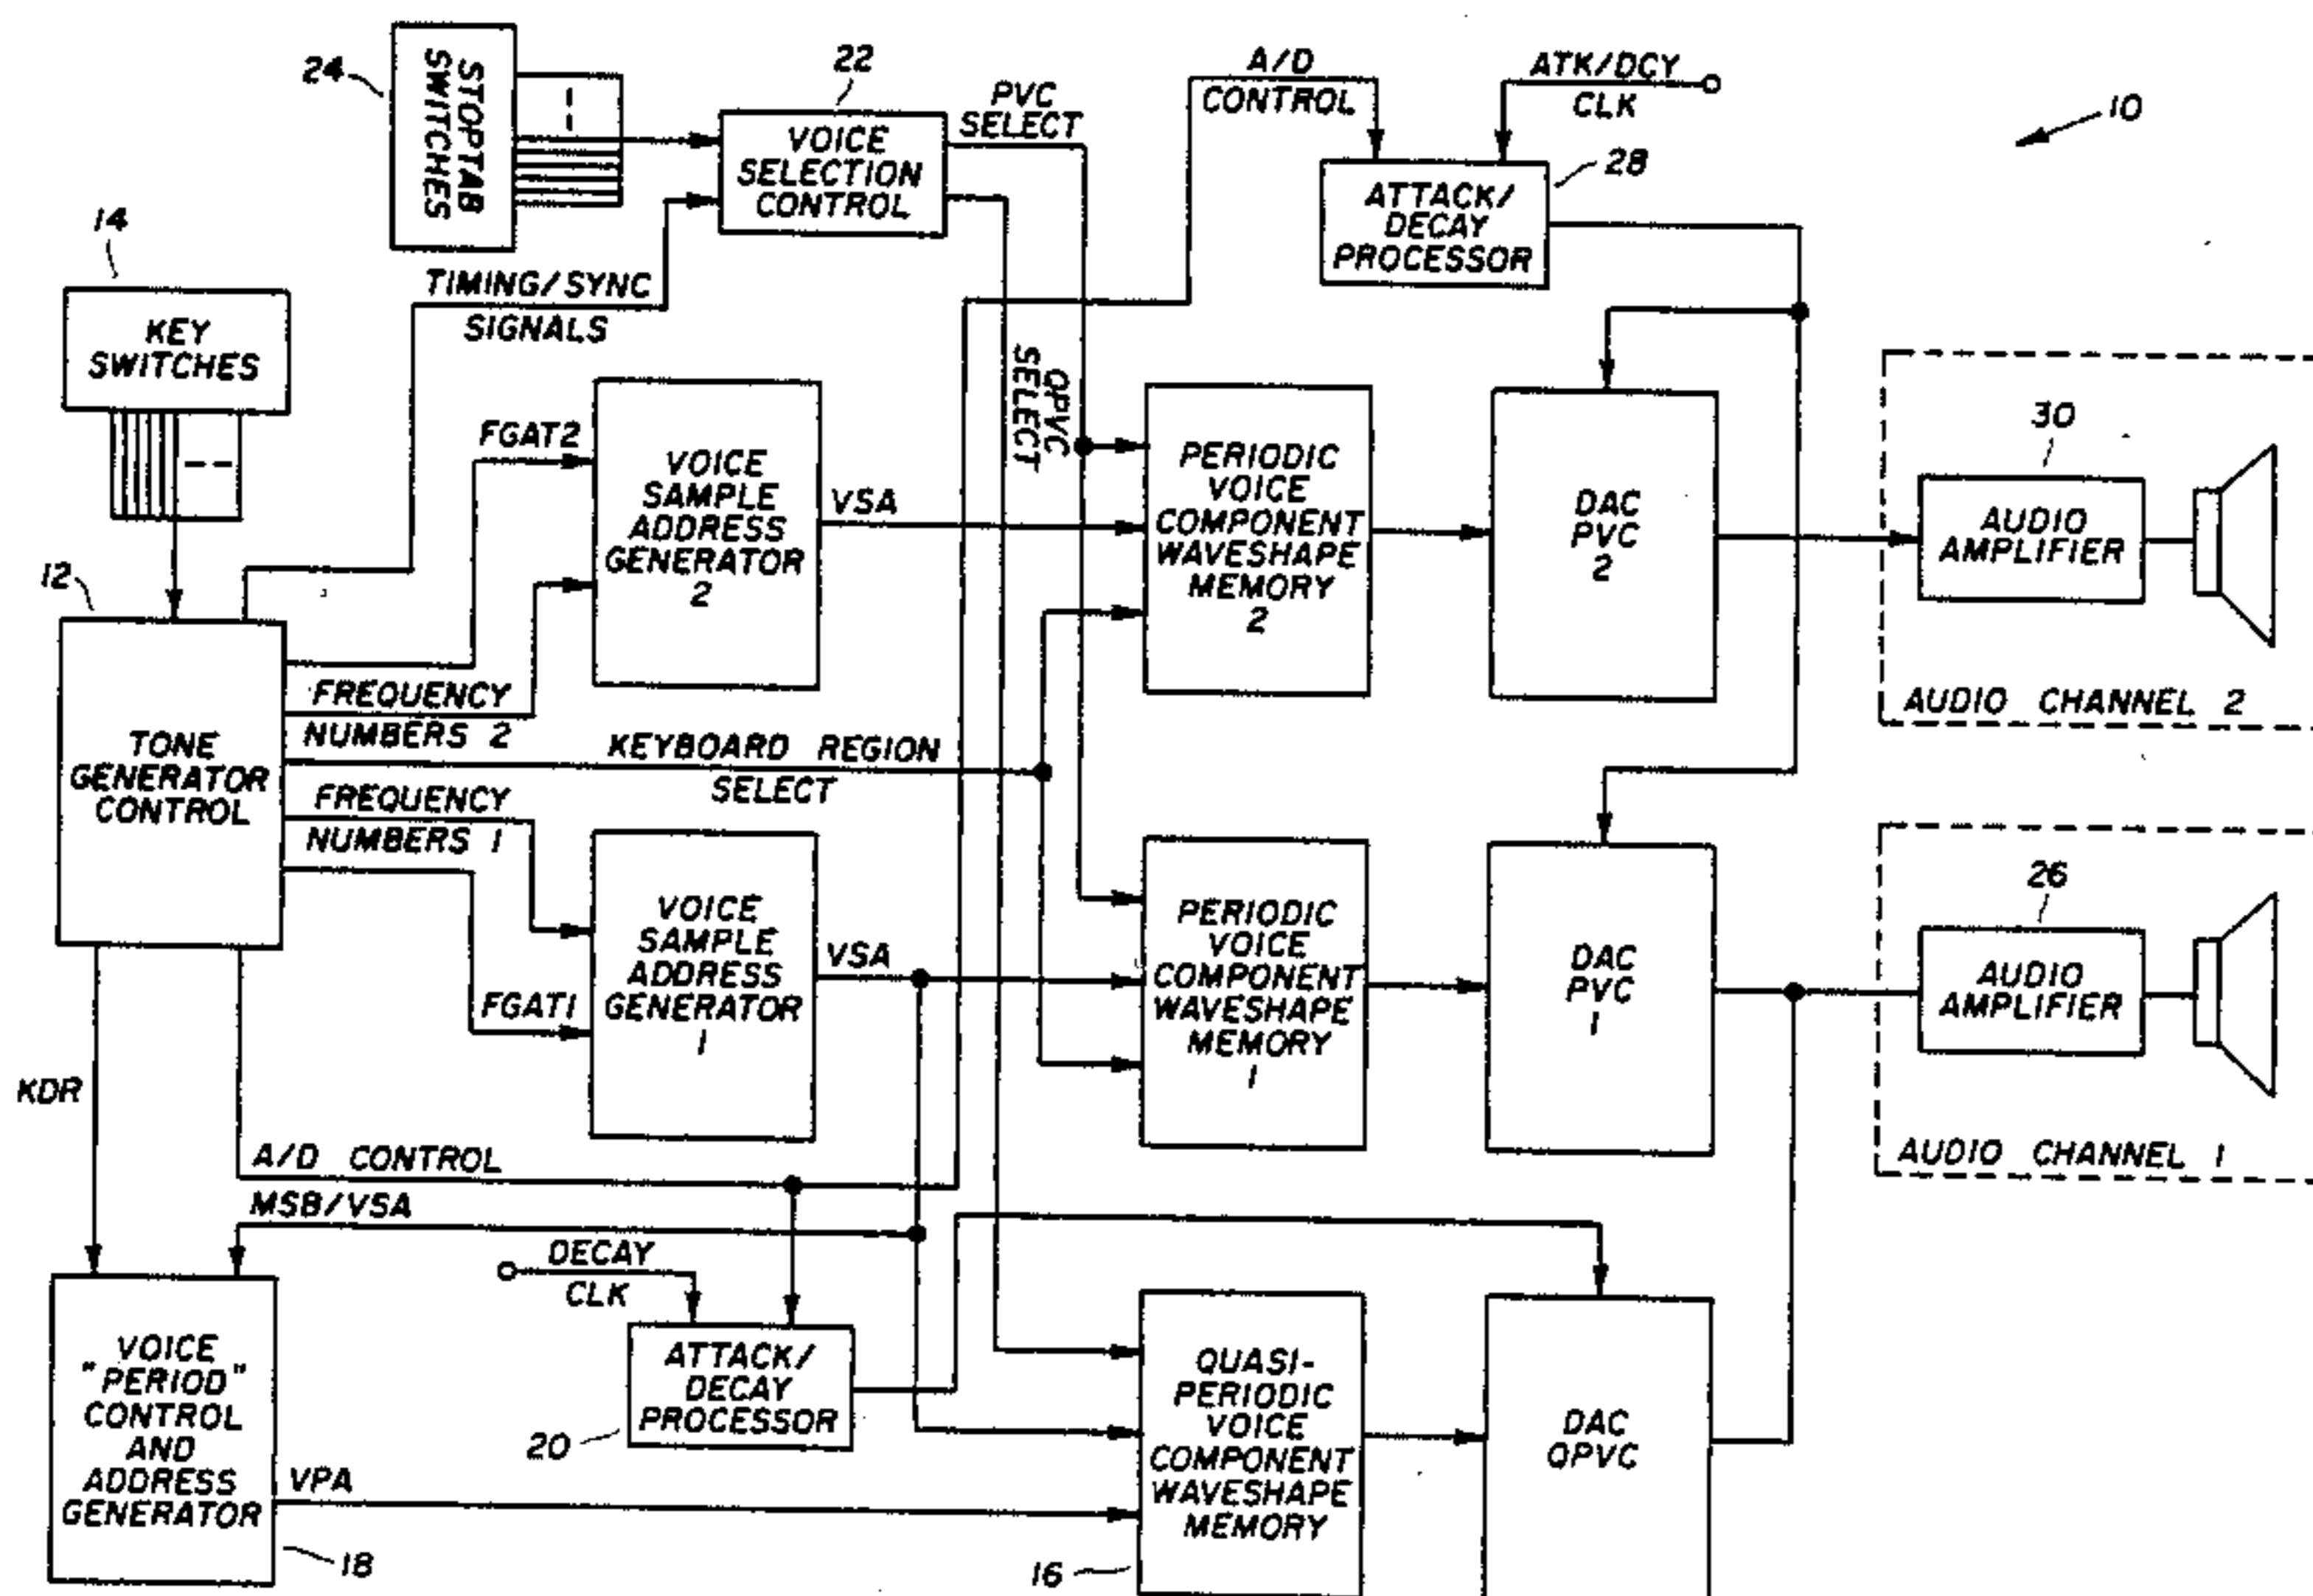 24
STOPTAB
SWITCHES
22
VOICE
SELECTION
CONTROL
PVC
SELECT
A/D
CONTROL
ATK/DCY
CLK
10
28
ATTACK/
DECAY
PROCESSOR
14
KEY
SWITCHES
TIMING/SYNC
SIGNALS
QPVC
SELECT
FGAT2
VOICE
SAMPLE
ADDRESS
GENERATOR
2
VSA
PERIODIC
VOICE
COMPONENT
WAVESHAPE
MEMORY
2
DAC
PVC
2
30
AUDIO
AMPLIFIER
AUDIO CHANNEL 2
12
TONE
GENERATOR
CONTROL
FREQUENCY
NUMBERS 2
KEYBOARD REGION
SELECT
FREQUENCY
NUMBERS 1
FGAT1
VOICE
SAMPLE
ADDRESS
GENERATOR
1
VSA
PERIODIC
VOICE
COMPONENT
WAVESHAPE
MEMORY
1
DAC
PVC
1
26
AUDIO
AMPLIFIER
AUDIO CHANNEL 1
KDR
A/D CONTROL
MSB/VSA
DECAY
CLK
VOICE
"PERIOD"
CONTROL
AND
ADDRESS
GENERATOR
18
VPA
ATTACK/
DECAY
PROCESSOR
20
QUASI-
PERIODIC
VOICE
COMPONENT
WAVESHAPE
MEMORY
16
DAC
QPVC